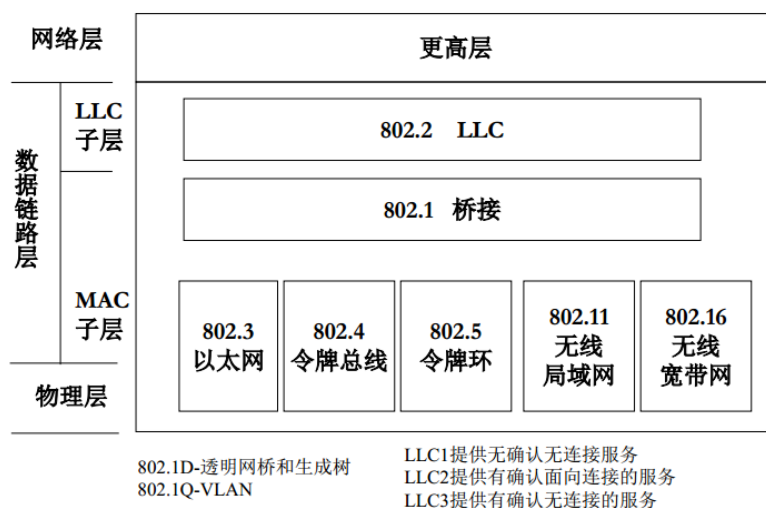 网络层
更高层
LLC
子层
802.2 LLC
数据链路层
802.1 桥接
MAC
子层
802.3
以太网
802.4
令牌总线
802.5
令牌环
802.11
无线
局域网
802.16
无线
宽带网
物理层
802.1D-透明网桥和生成树
802.1Q-VLAN
LLC1提供无确认无连接服务
LLC2提供有确认面向连接的服务
LLC3提供有确认无连接的服务